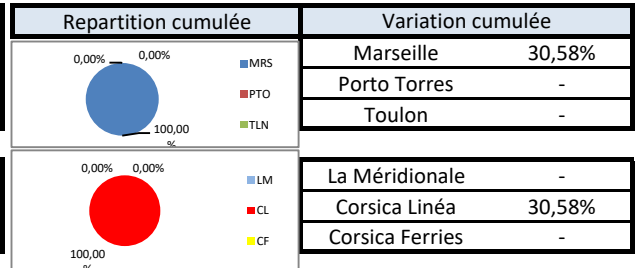 Repartition cumulée
Variation cumulée
0,00%
0,00%
100,00
%
MRS
PTO
TLN
Marseille 30,58%
Porto Torres -
Toulon -
0,00%
0,00%
100,00
%
LM
CL
CF
La Méridionale -
Corsica Linéa 30,58%
Corsica Ferries -